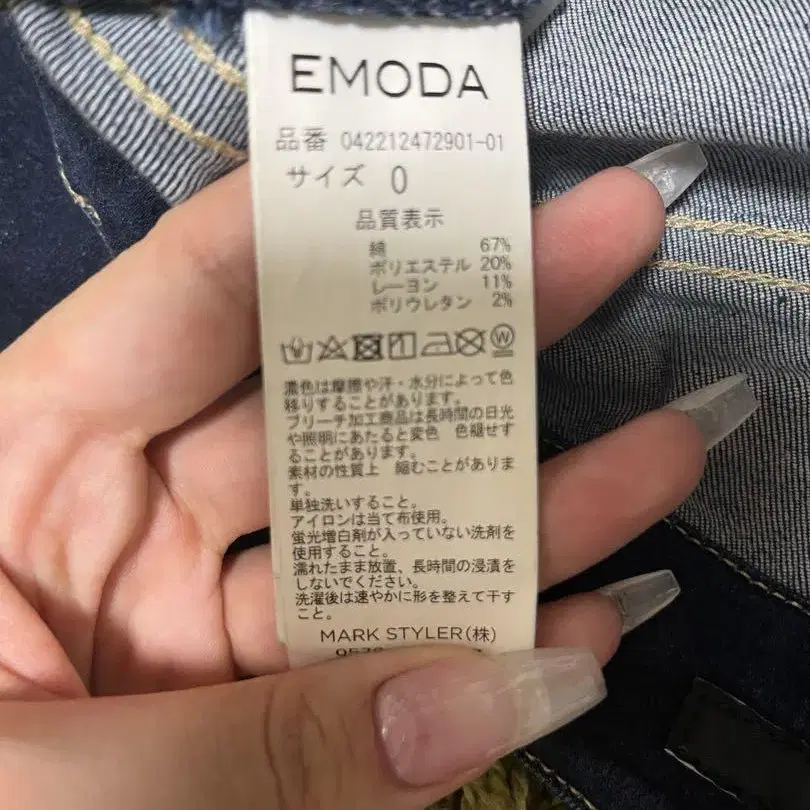 EMODA
品番 042212472901-01
サイズ 0
品質表示
綿 67%
ポリエステル 20%
レーヨン 11%
ポリウレタン 2%
W
濃色は摩擦や汗・水分によって色
移りすることがあります。
ブリーチ加工商品は長時間の日光
や照明にあたると変色 色褪せす
ることがあります。
素材の性質上 縮むことがありま
す。
単独洗いすること。
アイロンは当て布使用。
蛍光増白剤が入っていない洗剤を
使用すること。
濡れたまま放置、長時間の浸漬を
しないでください。
洗濯後は速やかに形を整えて干す
こと。
MARK STYLER(株)